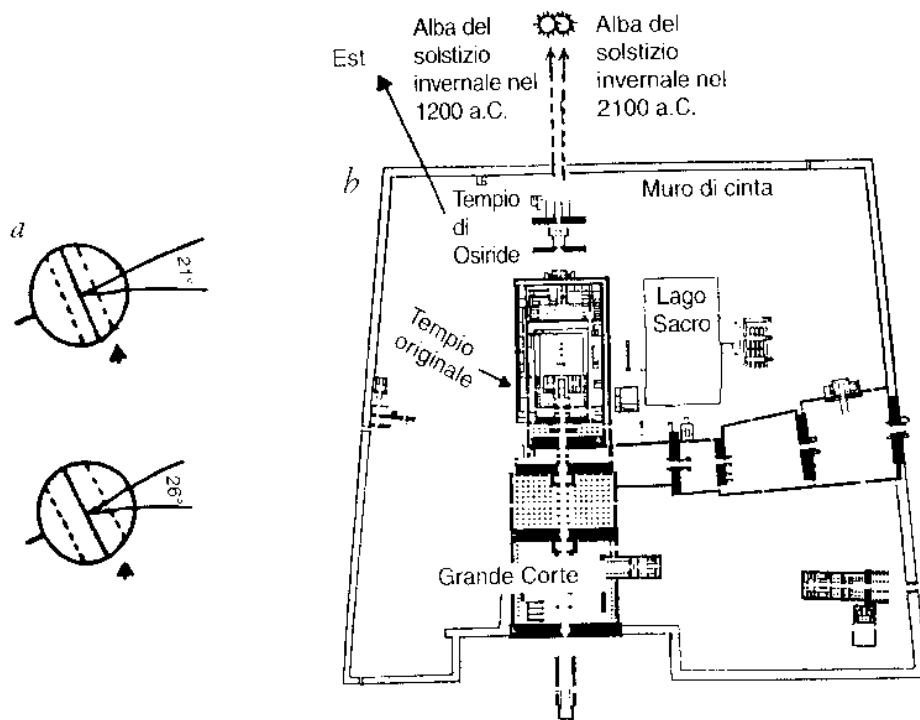 a
21°
26°
b
Est
Alba del
solstizio
invernale nel
1200 a.C.
Alba del
solstizio
invernale nel
2100 a.C.
Muro di cinta
Tempio
di
Osiride
Lago
Sacro
Tempio
originale
Grande Corte